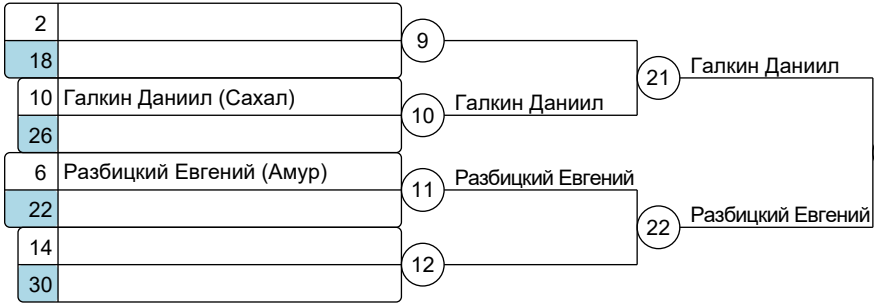 2
9
18
21 Галкин Даниил
10 Галкин Даниил (Сахал)
10 Галкин Даниил
26
6 Разбицкий Евгений (Амур)
11 Разбицкий Евгений
22
22 Разбицкий Евгений
14
12
30